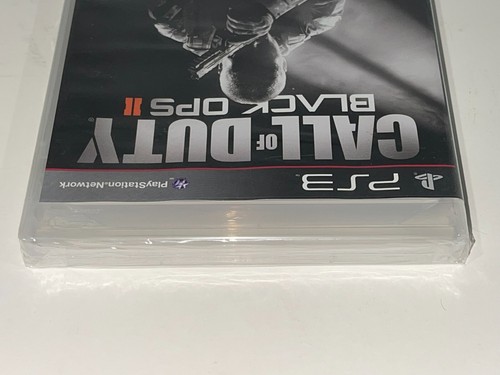 PS3 PlayStation®Network
CALL OF DUTY
BLACK OPS II